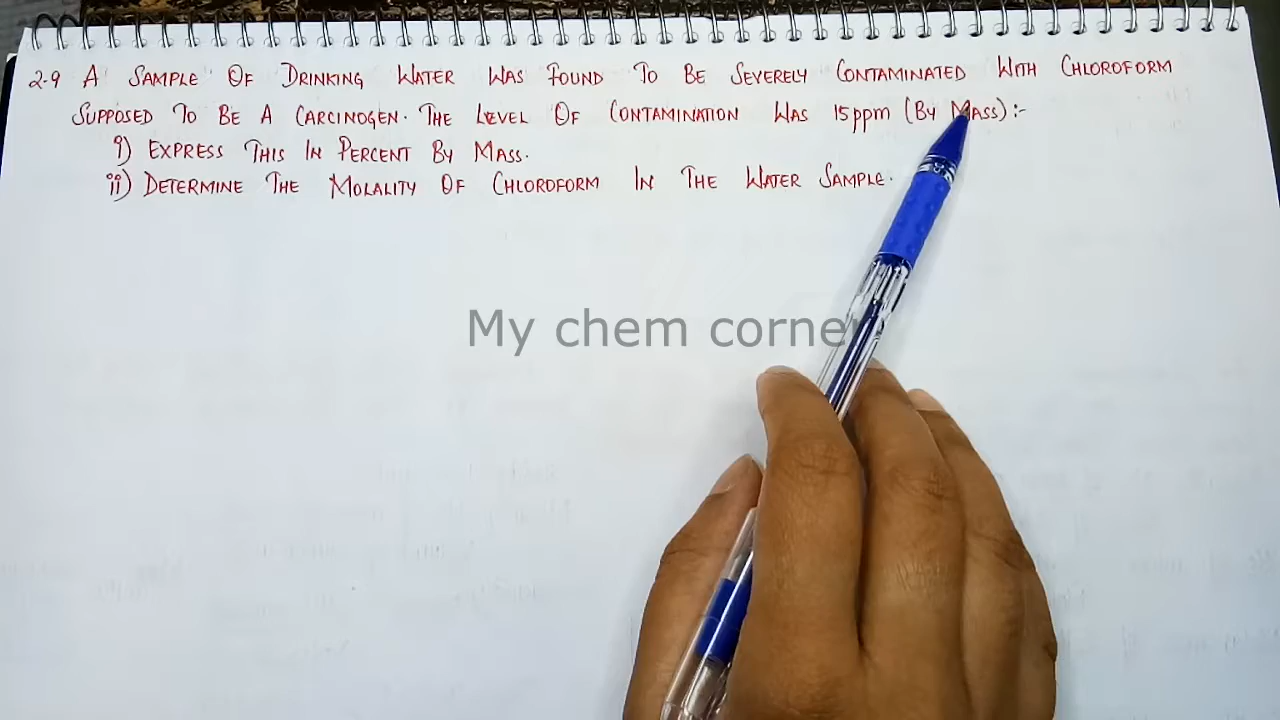 2.9 A SAMPLE OF DRINKING WATER WAS FOUND TO BE SEVERELY CONTAMINATED WITH CHLOROFORM
SUPPOSED TO BE A CARCINOGEN. THE LEVEL OF CONTAMINATION WAS 15ppm (BY MASS):-
i) EXPRESS THIS IN PERCENT BY MASS.
ii) DETERMINE THE MOLALITY OF CHLOROFORM IN THE WATER SAMPLE.
My chem corner